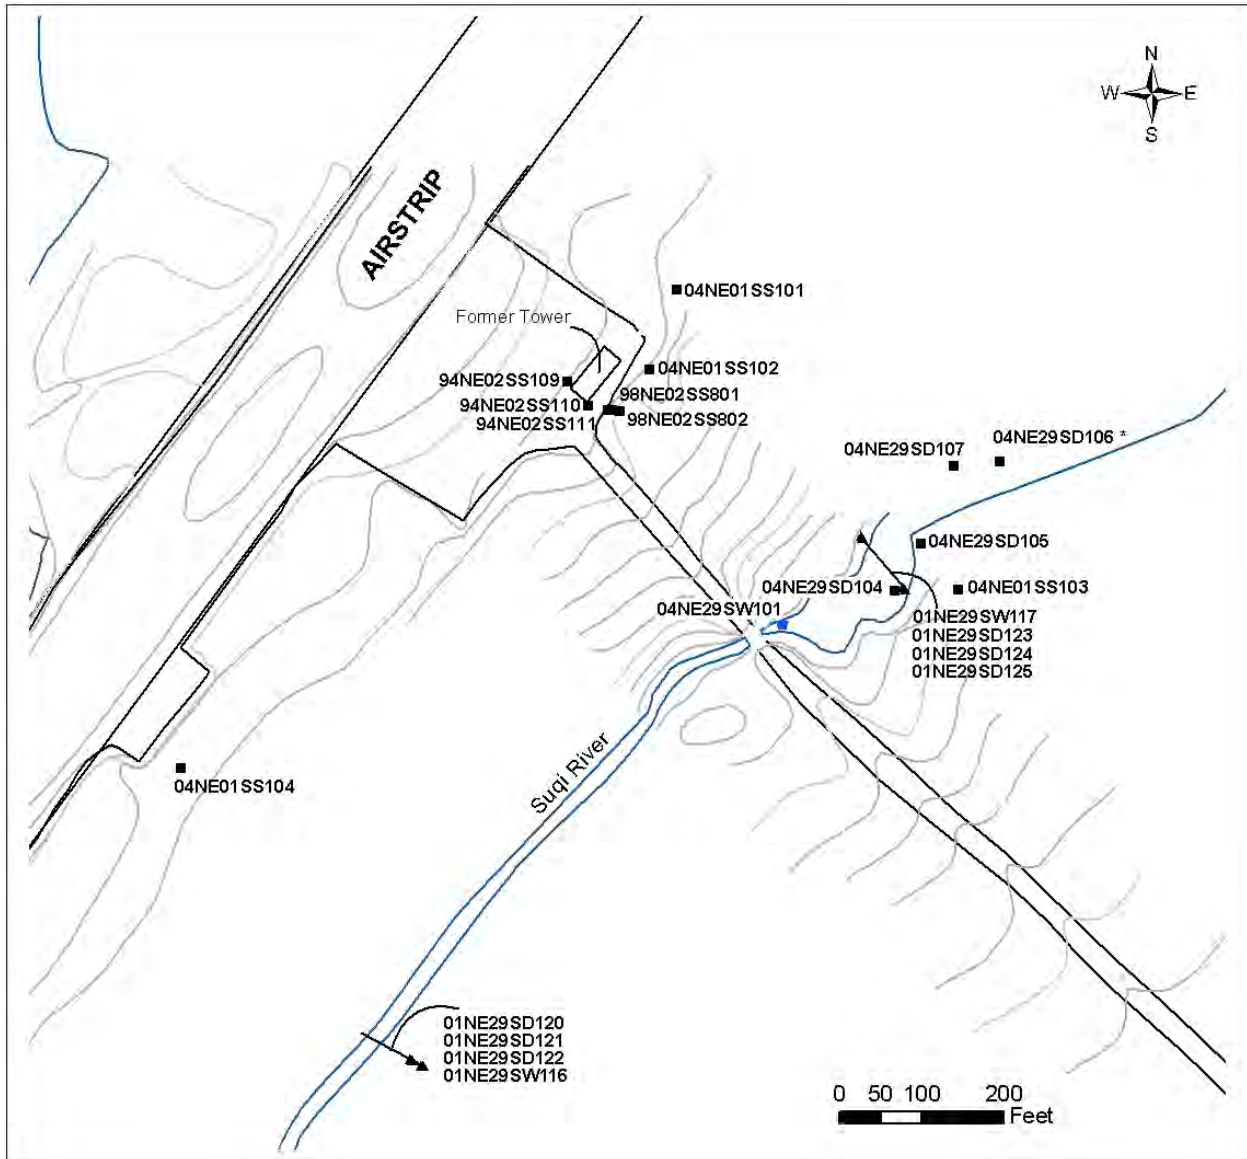 N
W E
S
AIRSTRIP
04NE01SS101
Former Tower
04NE01SS102
94NE02SS109
98NE02SS801
94NE02SS110
98NE02SS802
94NE02SS111
04NE29SD106 *
04NE29SD107
04NE29SD105
04NE29SD104
04NE01SS103
04NE29SW101
01NE29SW117
01NE29SD123
01NE29SD124
01NE29SD125
Suqi River
04NE01SS104
01NE29SD120
01NE29SD121
01NE29SD122
01NE29SW116
0 50 100 200
Feet